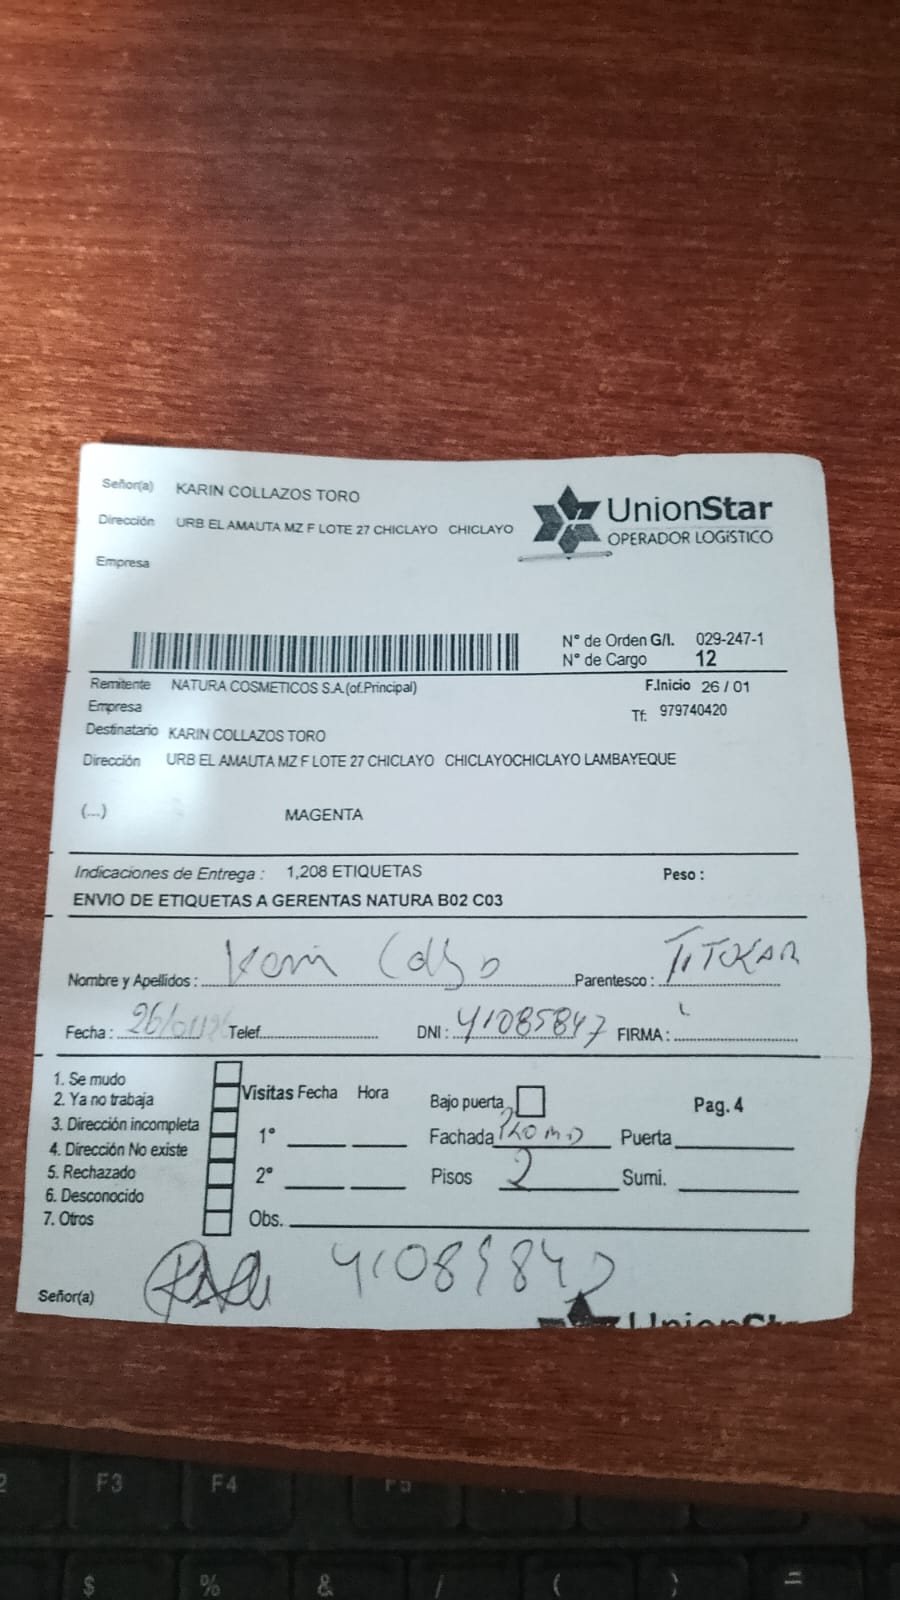 Señor(a) KARIN COLLAZOS TORO
Dirección URB EL AMAUTA MZ F LOTE 27 CHICLAYO CHICLAYO
UnionStar
OPERADOR LOGÍSTICO
Empresa
N° de Orden G/I. 029-247-1
N° de Cargo 12
Remitente NATURA COSMETICOS S.A.(of.Principal)
F.Inicio 26 / 01
Empresa
Tf: 979740420
Destinatario KARIN COLLAZOS TORO
Dirección URB EL AMAUTA MZ F LOTE 27 CHICLAYO CHICLAYOCHICLAYO LAMBAYEQUE
(...) MAGENTA
Indicaciones de Entrega : 1,208 ETIQUETAS Peso :
ENVIO DE ETIQUETAS A GERENTAS NATURA B02 C03
Nombre y Apellidos : Parentesco :
Fecha : 26/01/ Telef. DNI : 41085847 FIRMA :
1. Se mudo
2. Ya no trabaja
3. Dirección incompleta
4. Dirección No existe
5. Rechazado
6. Desconocido
7. Otros
Visitas Fecha Hora
1°
2°
Obs.
Bajo puerta
Fachada
Pisos 2
Pag. 4
Puerta
Sumi.
41085847
Señor(a)
UnionStar